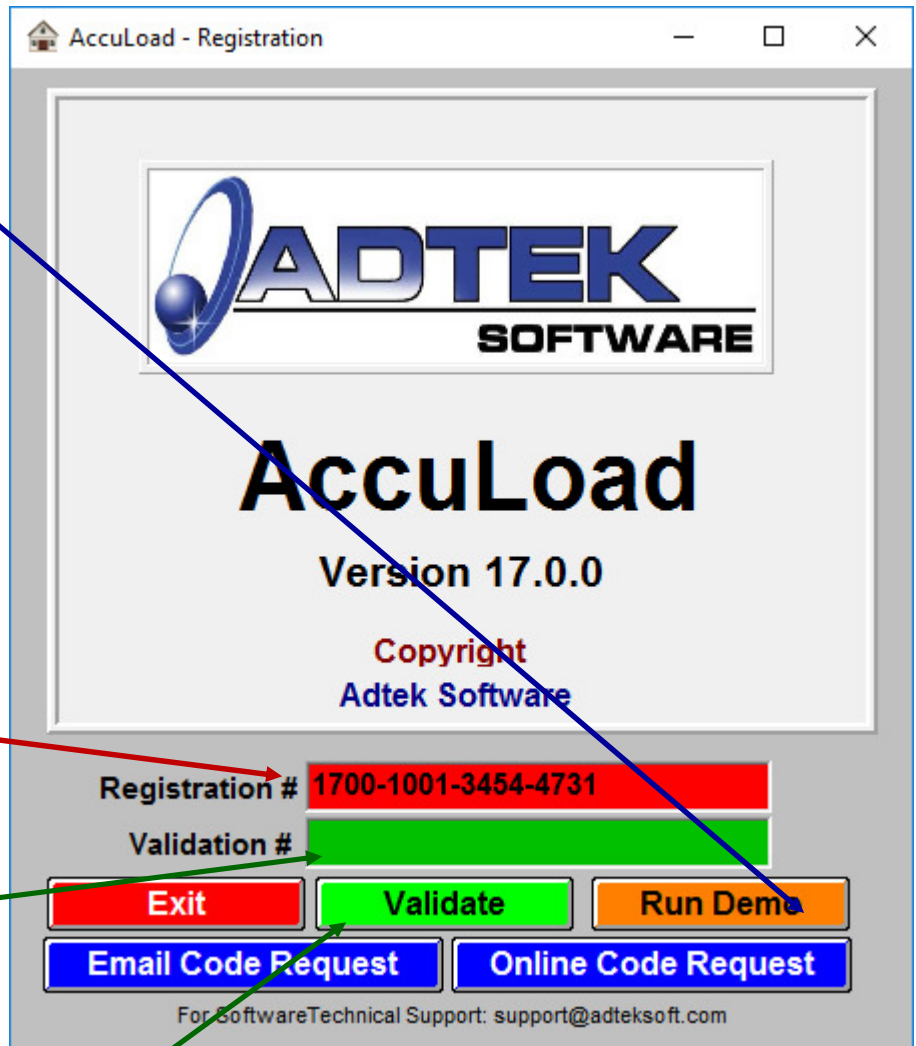 AccuLoad - Registration
ADTEK
SOFTWARE
AccuLoad
Version 17.0.0
Copyright
Adtek Software
Registration # 1700-1001-3454-4731
Validation #
Exit Validate Run Demo
Email Code Request Online Code Request
For SoftwareTechnical Support: support@adteksoft.com